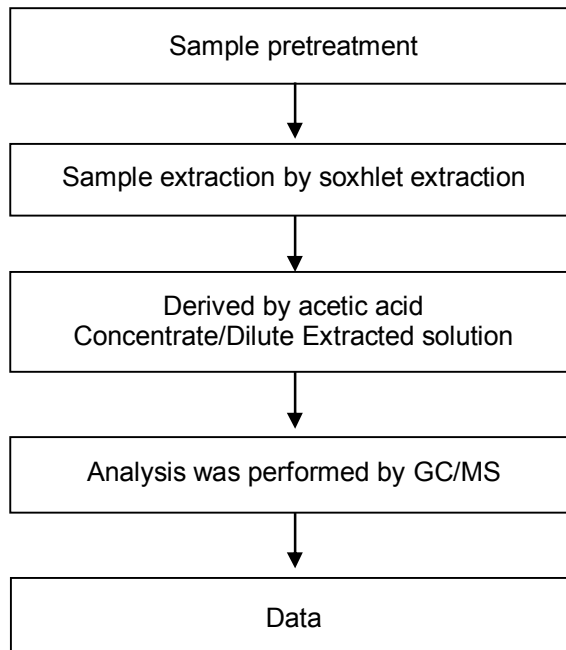 Sample pretreatment
Sample extraction by soxhlet extraction
Derived by acetic acid
Concentrate/Dilute Extracted solution
Analysis was performed by GC/MS
Data